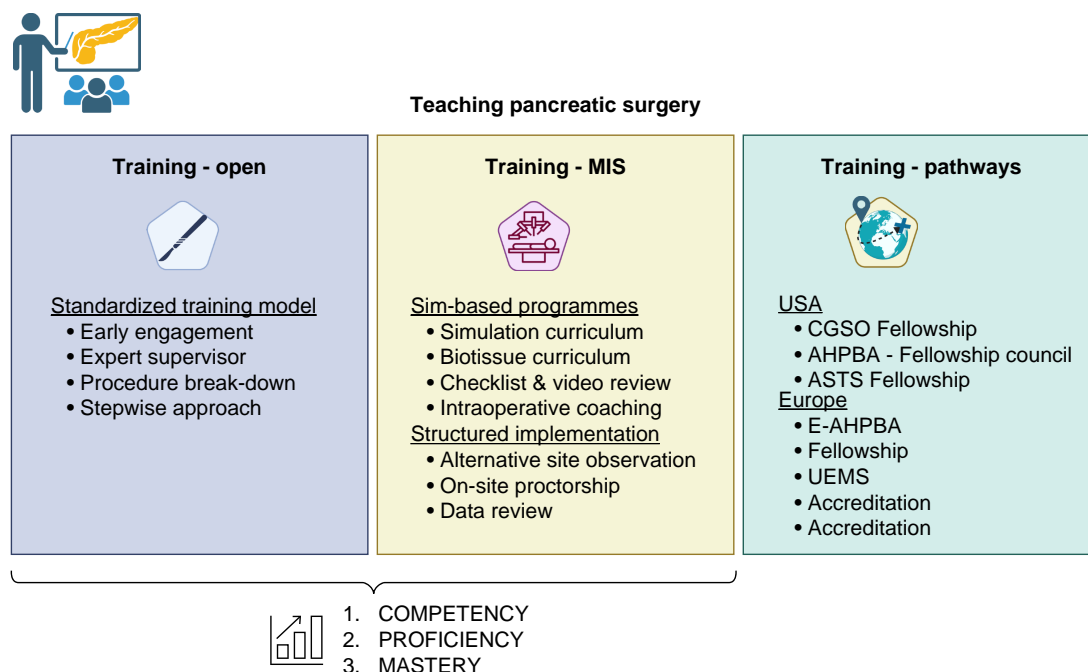 Teaching pancreatic surgery
Training - open
Standardized training model
• Early engagement
• Expert supervisor
• Procedure break-down
• Stepwise approach
Training - MIS
Sim-based programmes
• Simulation curriculum
• Biotissue curriculum
• Checklist & video review
• Intraoperative coaching
Structured implementation
• Alternative site observation
• On-site proctorship
• Data review
Training - pathways
USA
• CGSO Fellowship
• AHPBA - Fellowship council
• ASTS Fellowship
Europe
• E-AHPBA
• Fellowship
• UEMS
• Accreditation
• Accreditation
1. COMPETENCY
2. PROFICIENCY
3. MASTERY